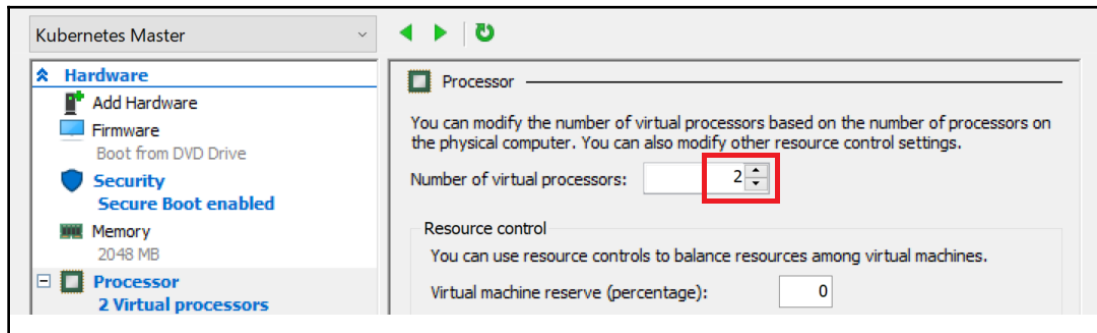 Kubernetes Master
Hardware
Add Hardware
Firmware
Boot from DVD Drive
Security
Secure Boot enabled
Memory
2048 MB
Processor
2 Virtual processors
Processor
You can modify the number of virtual processors based on the number of processors on
the physical computer. You can also modify other resource control settings.
Number of virtual processors: 2
Resource control
You can use resource controls to balance resources among virtual machines.
Virtual machine reserve (percentage): 0